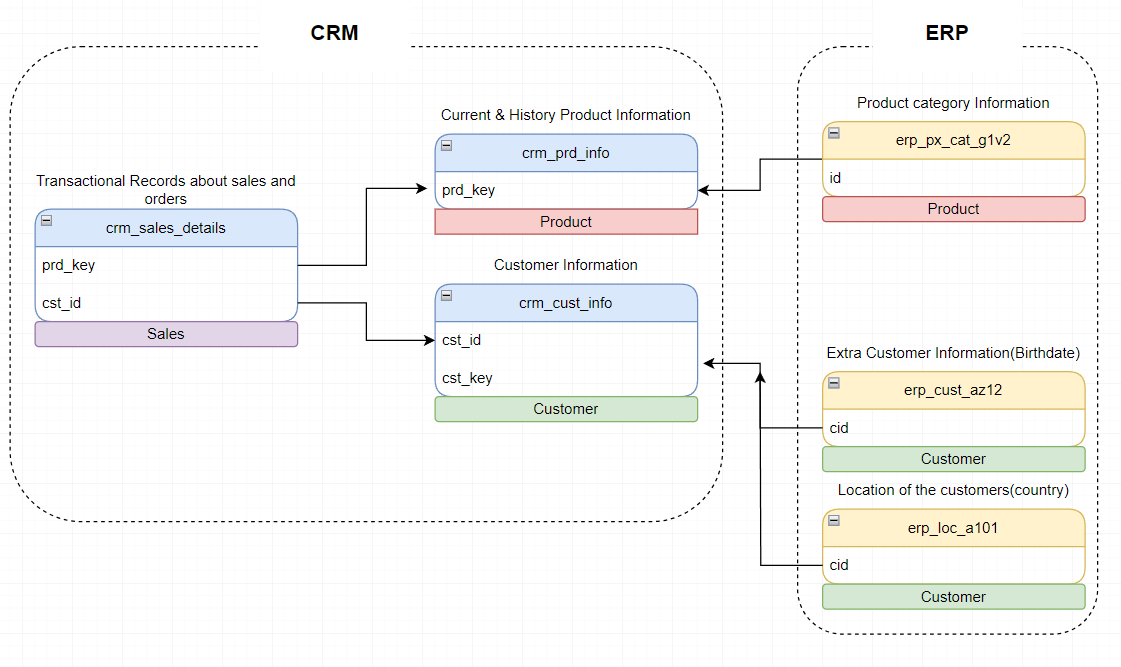 CRM
ERP
Product category Information
Current & History Product Information
erp_px_cat_g1v2
crm_prd_info
id
prd_key
Product
Product
Transactional Records about sales and
orders
crm_sales_details
prd_key
cst_id
Sales
Customer Information
crm_cust_info
cst_id
cst_key
Customer
Extra Customer Information(Birthdate)
erp_cust_az12
cid
Customer
Location of the customers(country)
erp_loc_a101
cid
Customer